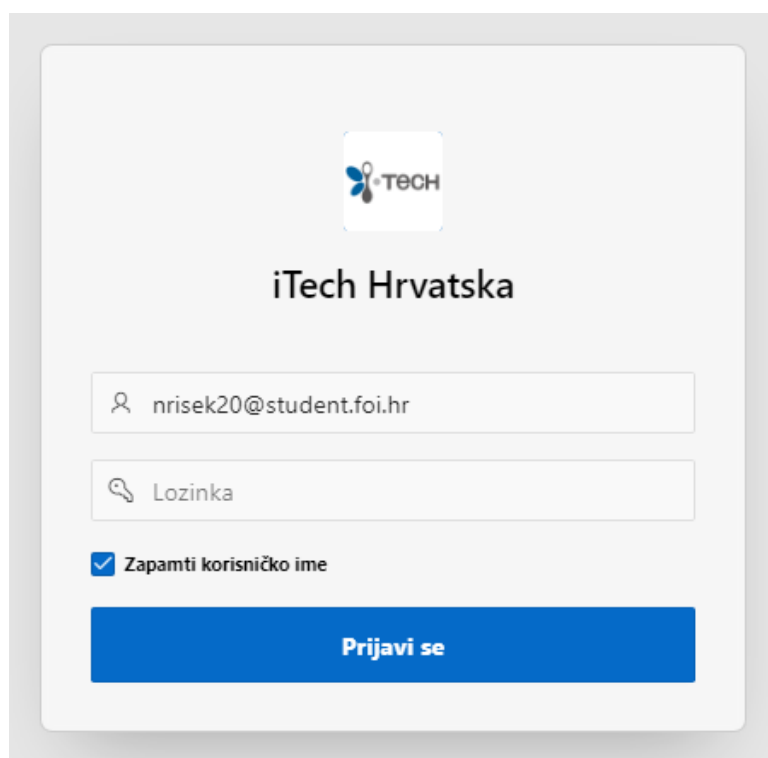 i-TECH
iTech Hrvatska
nrisek20@student.foi.hr
Lozinka
Zapamti korisničko ime
Prijavi se